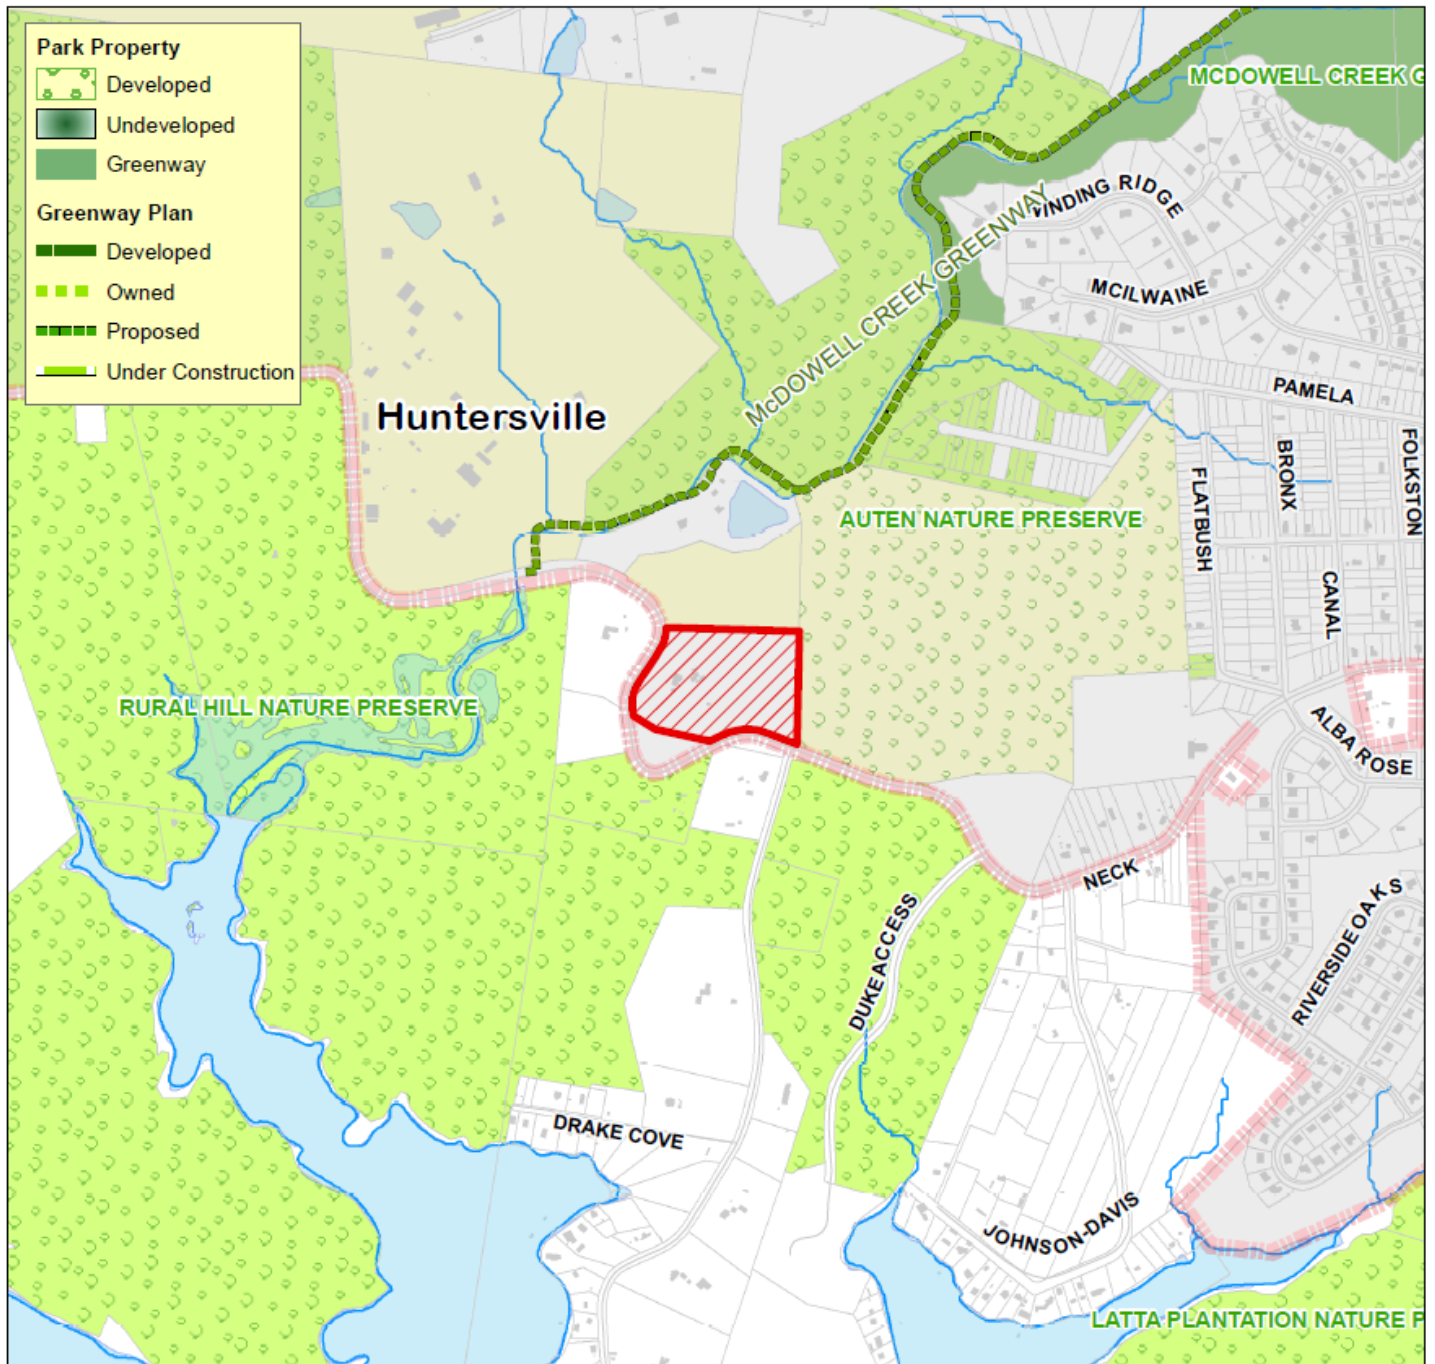 Park Property
Developed
Undeveloped
Greenway
Greenway Plan
Developed
Owned
Proposed
Under Construction
MCDOWELL CREEK G
WINDING RIDGE
McDOWELL CREEK GREENWAY
MCILWAINE
PAMELA
Huntersville
FLATBUSH
BRONX
FOLKSTON
AUTEN NATURE PRESERVE
CANAL
RURAL HILL NATURE PRESERVE
ALBA ROSE
NECK
DUKE ACCESS
RIVERSIDE OAKS
DRAKE COVE
JOHNSON-DAVIS
LATTA PLANTATION NATURE P